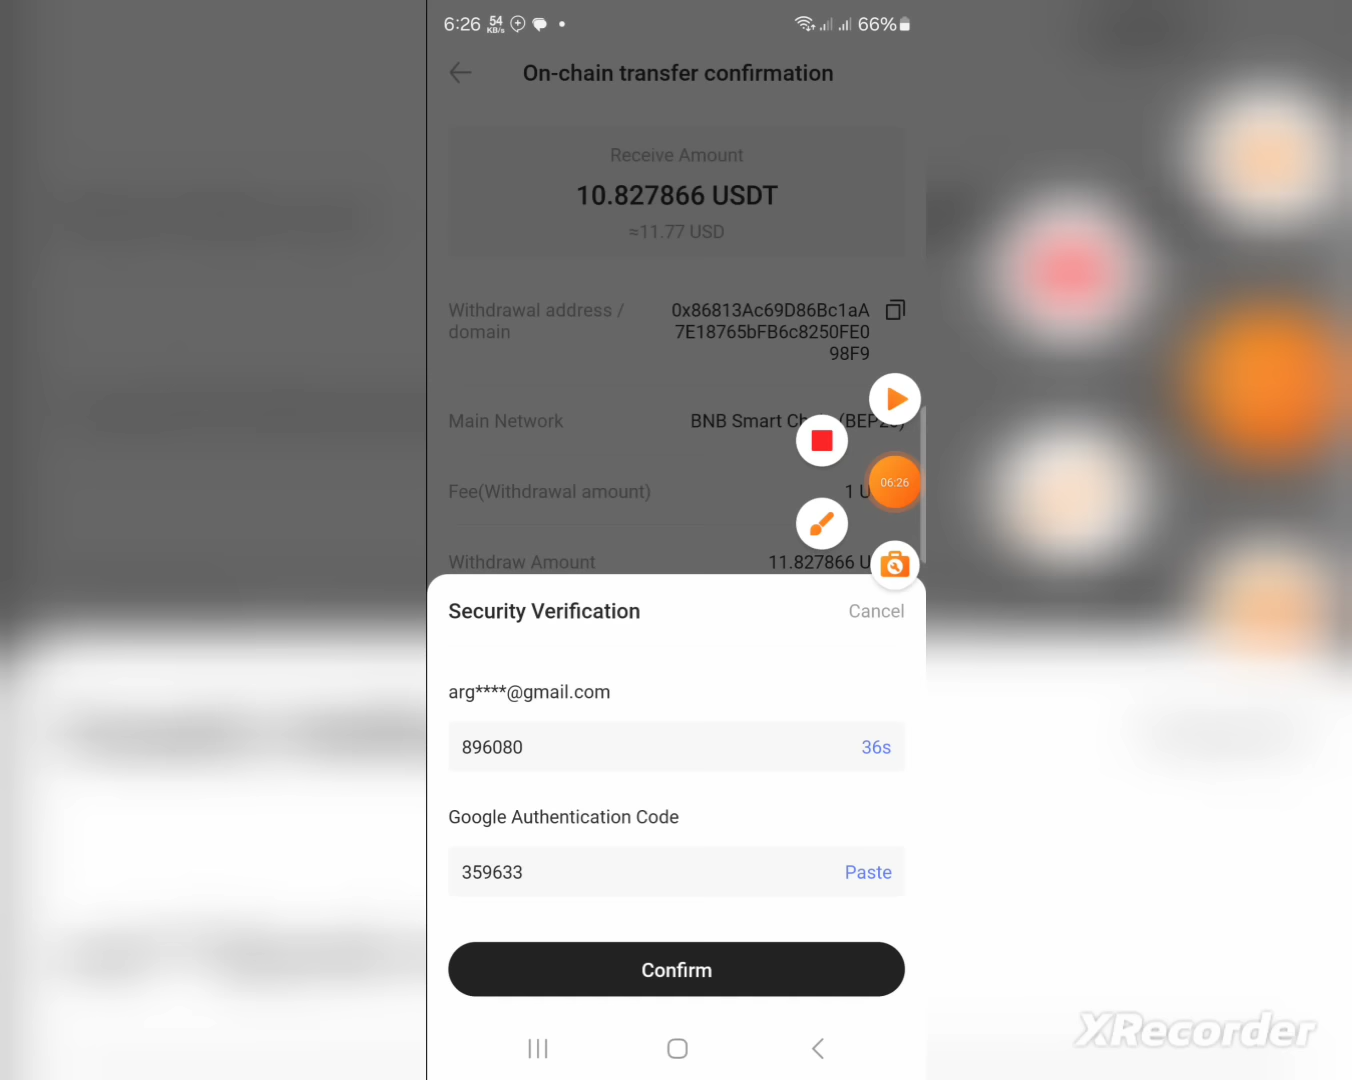 6:26 54 KB/s 66%
On-chain transfer confirmation
Receive Amount
10.827866 USDT
≈11.77 USD
Withdrawal address / domain
0x86813Ac69D86Bc1aA
7E18765bFB6c8250FE0
98F9
Main Network BNB Smart (BEP
06:26
Fee(Withdrawal amount) 1 U
Withdraw Amount 11.827866 U
Security Verification Cancel
arg****@gmail.com
896080 36s
Google Authentication Code
359633 Paste
Confirm
XRecorder